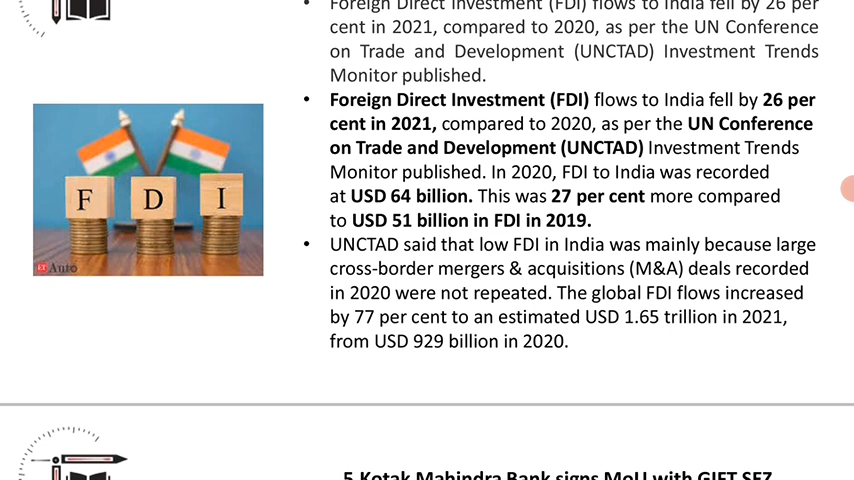 • Foreign Direct Investment (FDI) flows to India fell by 26 per
cent in 2021, compared to 2020, as per the UN Conference
on Trade and Development (UNCTAD) Investment Trends
Monitor published.
• Foreign Direct Investment (FDI) flows to India fell by 26 per
cent in 2021, compared to 2020, as per the UN Conference
on Trade and Development (UNCTAD) Investment Trends
Monitor published. In 2020, FDI to India was recorded
at USD 64 billion. This was 27 per cent more compared
to USD 51 billion in FDI in 2019.
• UNCTAD said that low FDI in India was mainly because large
cross-border mergers & acquisitions (M&A) deals recorded
in 2020 were not repeated. The global FDI flows increased
by 77 per cent to an estimated USD 1.65 trillion in 2021,
from USD 929 billion in 2020.
F D I
ET Auto
5.Kotak Mahindra Bank signs MoU with GIFT SEZ